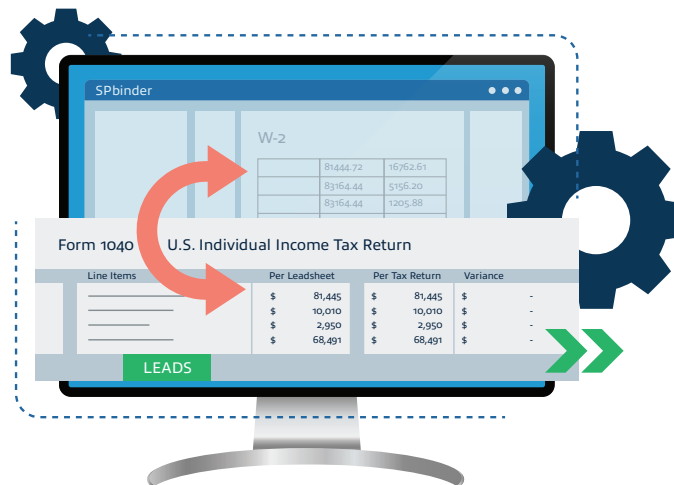 SPbinder
W-2
81444.72 16762.61
83164.44 5156.20
83164.44 1205.88
Form 1040 U.S. Individual Income Tax Return
Line Items Per Leadsheet Per Tax Return Variance
$ 81,445 $ 81,445 $ -
$ 10,010 $ 10,010 $ -
$ 2,950 $ 2,950 $ -
$ 68,491 $ 68,491 $ -
LEADS